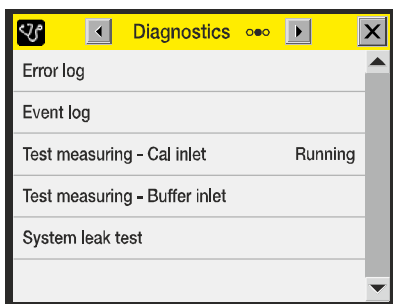 Diagnostics
Error log
Event log
Test measuring - Cal inlet Running
Test measuring - Buffer inlet
System leak test